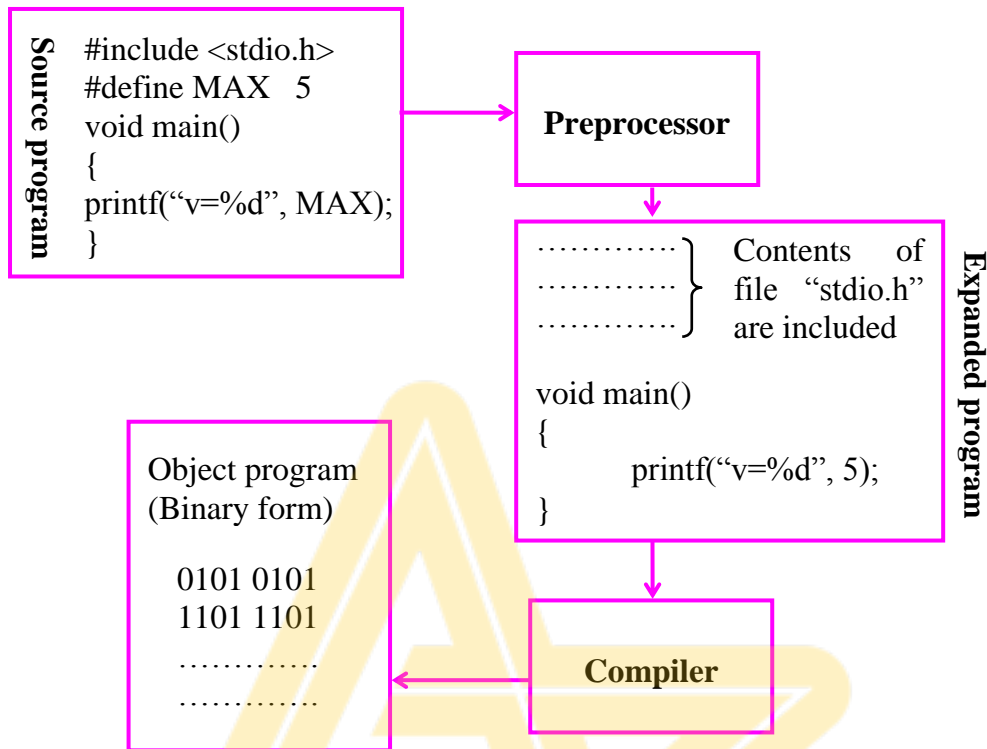 Source program
#include <stdio.h>
#define MAX 5
void main()
{
printf(“v=%d”, MAX);
}
Preprocessor
………….
………….
………….
Contents of
file “stdio.h”
are included
void main()
{
printf(“v=%d”, 5);
}
Expanded program
Compiler
Object program
(Binary form)
0101 0101
1101 1101
………….
………….